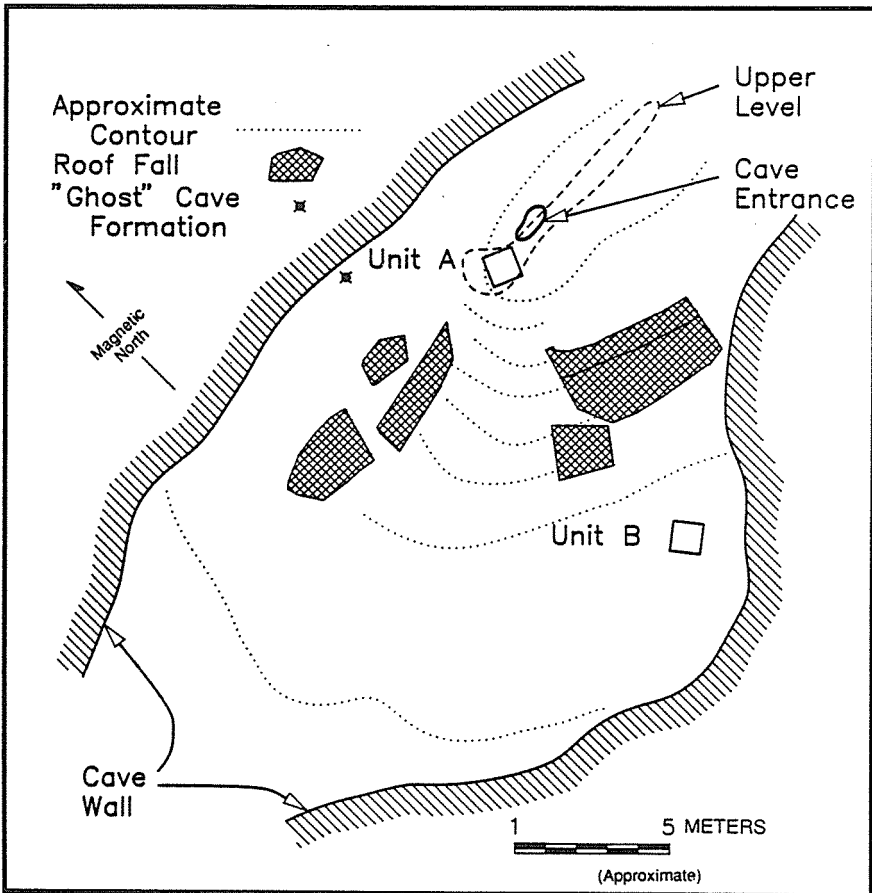 Approximate
Contour
Roof Fall
"Ghost" Cave
Formation
Upper
Level
Cave
Entrance
Unit A
Magnetic
North
Unit B
Cave
Wall
1 5 METERS
(Approximate)